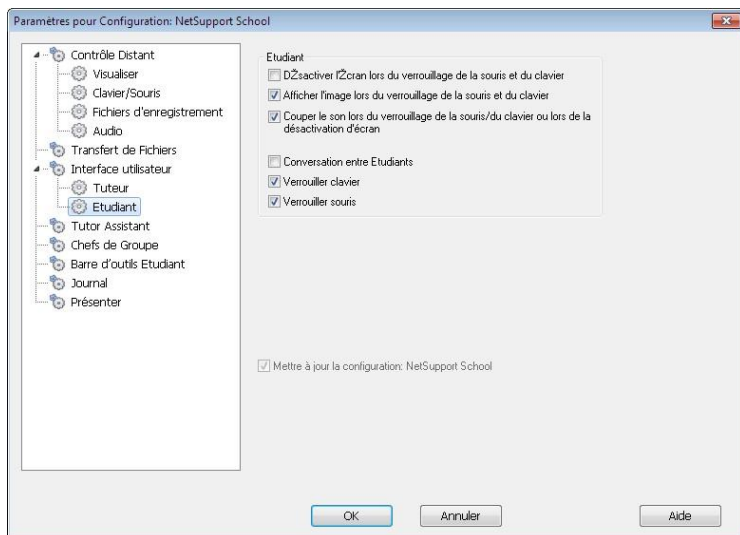 Paramètres pour Configuration: NetSupport School
Contrôle Distant
Visualiser
Clavier/Souris
Fichiers d'enregistrement
Audio
Transfert de Fichiers
Interface utilisateur
Tuteur
Etudiant
Tutor Assistant
Chefs de Groupe
Barre d'outils Etudiant
Journal
Présenter
Etudiant
DŽsactiver l'Žcran lors du verrouillage de la souris et du clavier
Afficher l'image lors du verrouillage de la souris et du clavier
Couper le son lors du verrouillage de la souris/du clavier ou lors de la
désactivation d'écran
Conversation entre Etudiants
Verrouiller clavier
Verrouiller souris
Mettre à jour la configuration: NetSupport School
OK
Annuler
Aide